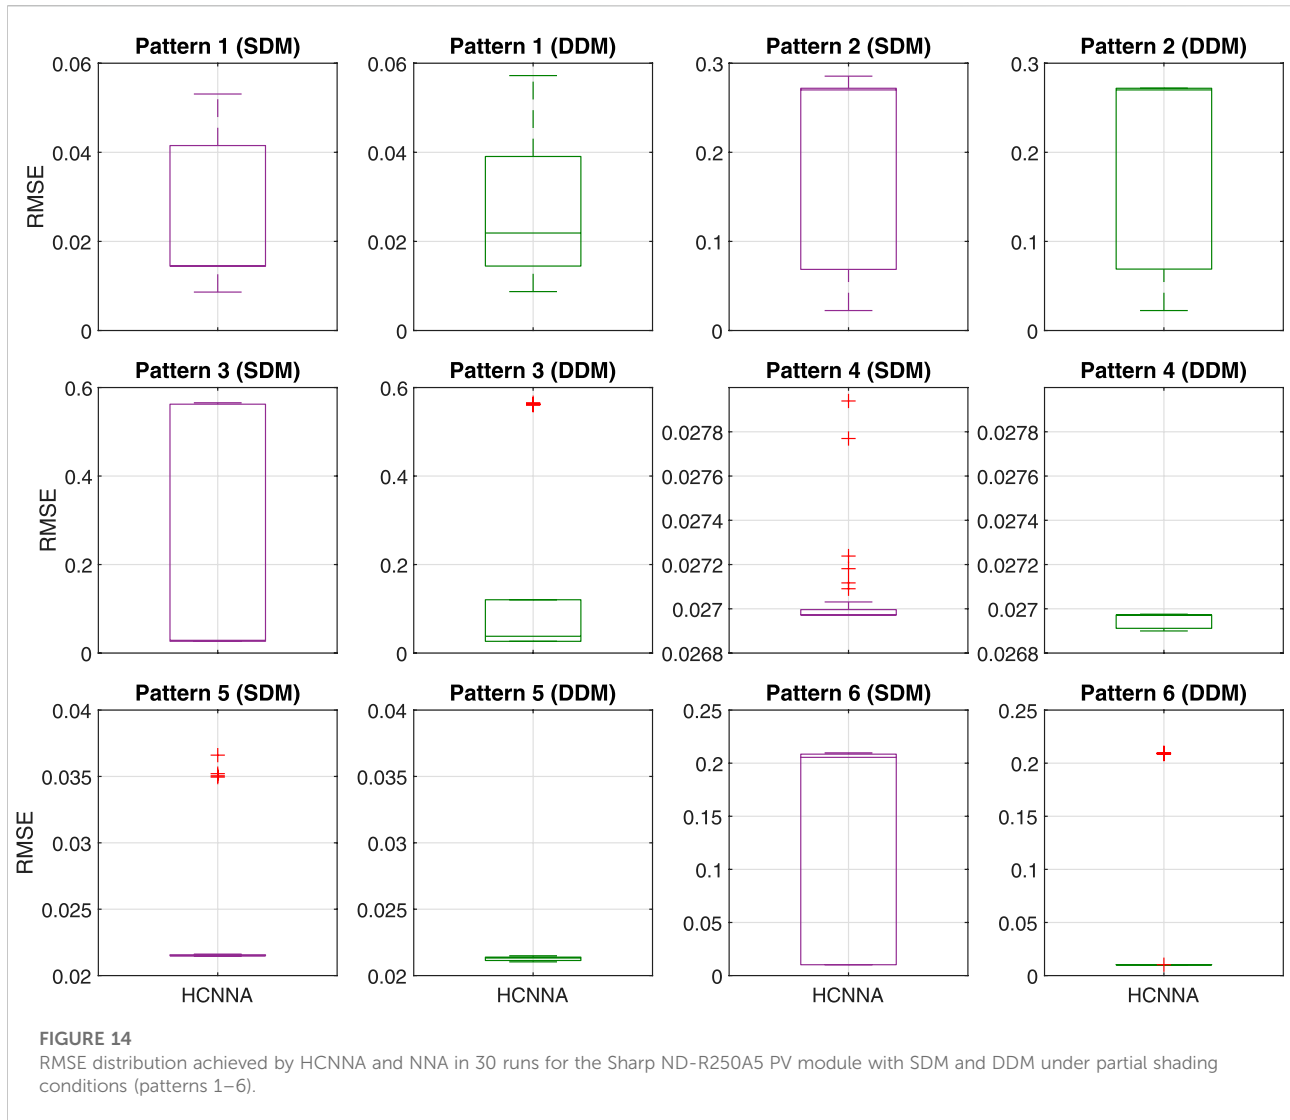 Pattern 1 (SDM)
Pattern 1 (DDM)
Pattern 2 (SDM)
Pattern 2 (DDM)
RMSE
0.06
0.04
0.02
0
0.06
0.04
0.02
0
0.3
0.2
0.1
0
0.3
0.2
0.1
0
Pattern 3 (SDM)
Pattern 3 (DDM)
Pattern 4 (SDM)
Pattern 4 (DDM)
RMSE
0.6
0.4
0.2
0
0.6
0.4
0.2
0
0.0278
0.0276
0.0274
0.0272
0.027
0.0268
0.0278
0.0276
0.0274
0.0272
0.027
0.0268
Pattern 5 (SDM)
Pattern 5 (DDM)
Pattern 6 (SDM)
Pattern 6 (DDM)
RMSE
0.04
0.035
0.03
0.025
0.02
HCNNA
0.04
0.035
0.03
0.025
0.02
HCNNA
0.25
0.2
0.15
0.1
0.05
0
HCNNA
0.25
0.2
0.15
0.1
0.05
0
HCNNA
FIGURE 14
RMSE distribution achieved by HCNNA and NNA in 30 runs for the Sharp ND-R250A5 PV module with SDM and DDM under partial shading
conditions (patterns 1–6).